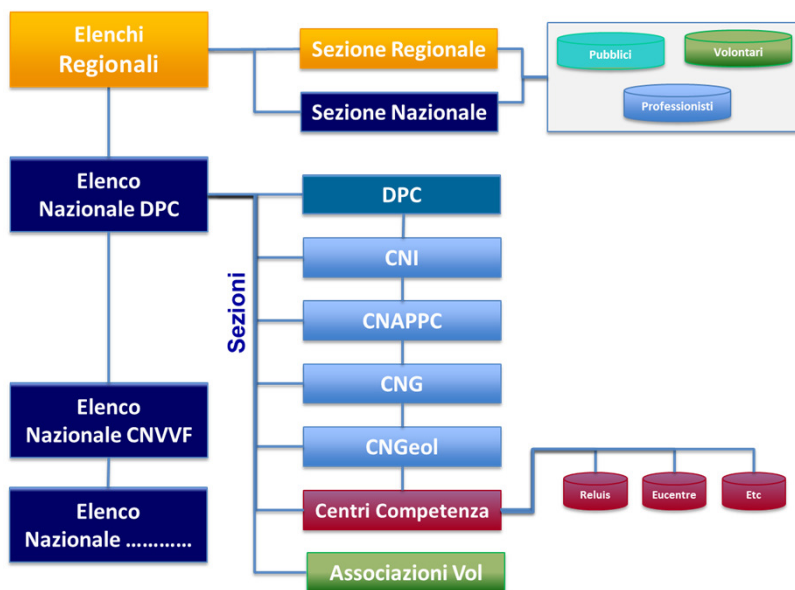 Elenchi
Regionali
Sezione Regionale
Sezione Nazionale
Pubblici
Volontari
Professionisti
Elenco
Nazionale DPC
Sezioni
DPC
CNI
CNAPPC
CNG
CNGeol
Centri Competenza
Associazioni Vol
Reluis
Eucentre
Etc
Elenco
Nazionale CNVVF
Elenco
Nazionale …………